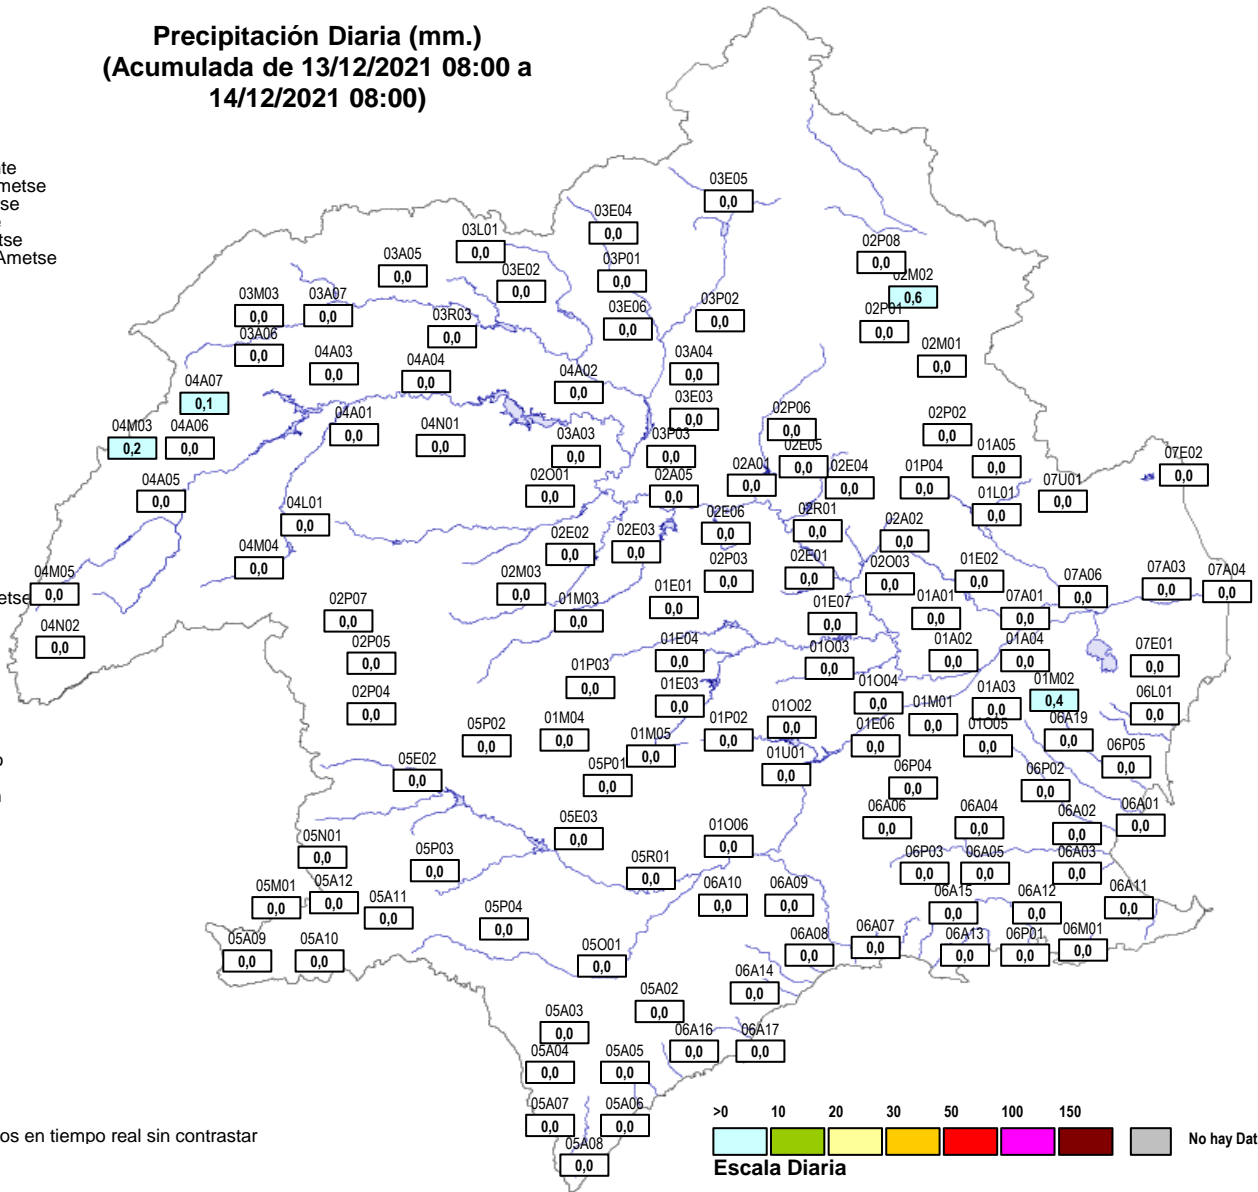 Precipitación Diaria (mm.)
(Acumulada de 13/12/2021 08:00 a
14/12/2021 08:00)
03E05
0,0
03E04
0,0
03L01
0,0
03A05
0,0
03P01
0,0
03E02
0,0
02P08
0,0
02M02
0,6
03M03
0,0
03A07
0,0
03R03
0,0
03E06
0,0
03P02
0,0
02P01
0,0
03A06
0,0
04A03
0,0
04A04
0,0
04A02
0,0
03A04
0,0
02M01
0,0
04A07
0,1
03E03
0,0
04M03
0,2
04A06
0,0
04A01
0,0
04N01
0,0
03A03
0,0
03P03
0,0
02P06
0,0
02P02
0,0
02E05
0,0
01A05
0,0
07E02
0,0
04A05
0,0
02O01
0,0
02A05
0,0
02A01
0,0
02E04
0,0
01P04
0,0
07U01
0,0
04L01
0,0
01L01
0,0
02E06
0,0
02R01
0,0
02A02
0,0
04M04
0,0
02E02
0,0
02E03
0,0
04M05
0,0
02M03
0,0
02P03
0,0
02E01
0,0
02O03
0,0
01E02
0,0
07A06
0,0
07A03
0,0
07A04
0,0
02P07
0,0
01M03
0,0
01E01
0,0
01E07
0,0
01A01
0,0
07A01
0,0
04N02
0,0
02P05
0,0
01E04
0,0
01O03
0,0
01A02
0,0
01A04
0,0
07E01
0,0
02P04
0,0
01P03
0,0
01E03
0,0
01O04
0,0
01A03
0,0
01M02
0,4
06L01
0,0
05P02
0,0
01M04
0,0
01M05
0,0
01P02
0,0
01O02
0,0
01E06
0,0
01M01
0,0
01O05
0,0
06A19
0,0
05E02
0,0
05P01
0,0
01U01
0,0
06P04
0,0
06P02
0,0
06P05
0,0
05E03
0,0
01O06
0,0
06A06
0,0
06A04
0,0
06A02
0,0
06A01
0,0
05N01
0,0
05P03
0,0
05R01
0,0
06P03
0,0
06A05
0,0
06A03
0,0
05M01
0,0
05A12
0,0
05A11
0,0
06A10
0,0
06A09
0,0
06A15
0,0
06A12
0,0
06A11
0,0
05P04
0,0
05A09
0,0
05A10
0,0
05O01
0,0
06A08
0,0
06A07
0,0
06A13
0,0
06P01
0,0
06M01
0,0
06A14
0,0
05A02
0,0
05A03
0,0
06A16
0,0
06A17
0,0
05A04
0,0
05A05
0,0
05A07
0,0
05A06
0,0
05A08
0,0
os en tiempo real sin contrastar
>0 10 20 30 50 100 150
No hay Dat
Escala Diaria
te
metse
se
tse
Ametse
etse